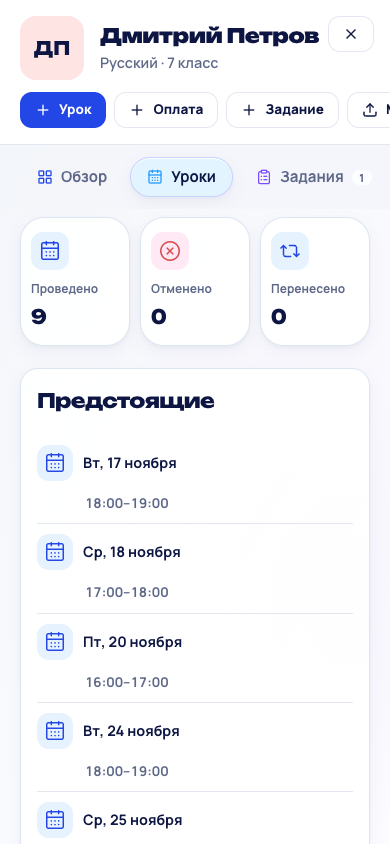 ДП
Дмитрий Петров
Русский · 7 класс
Урок
Оплата
Задание
Обзор
Уроки
Задания 1
Проведено
9
Отменено
0
Перенесено
0
Предстоящие
Вт, 17 ноября
18:00–19:00
Ср, 18 ноября
17:00–18:00
Пт, 20 ноября
16:00–17:00
Вт, 24 ноября
18:00–19:00
Ср, 25 ноября